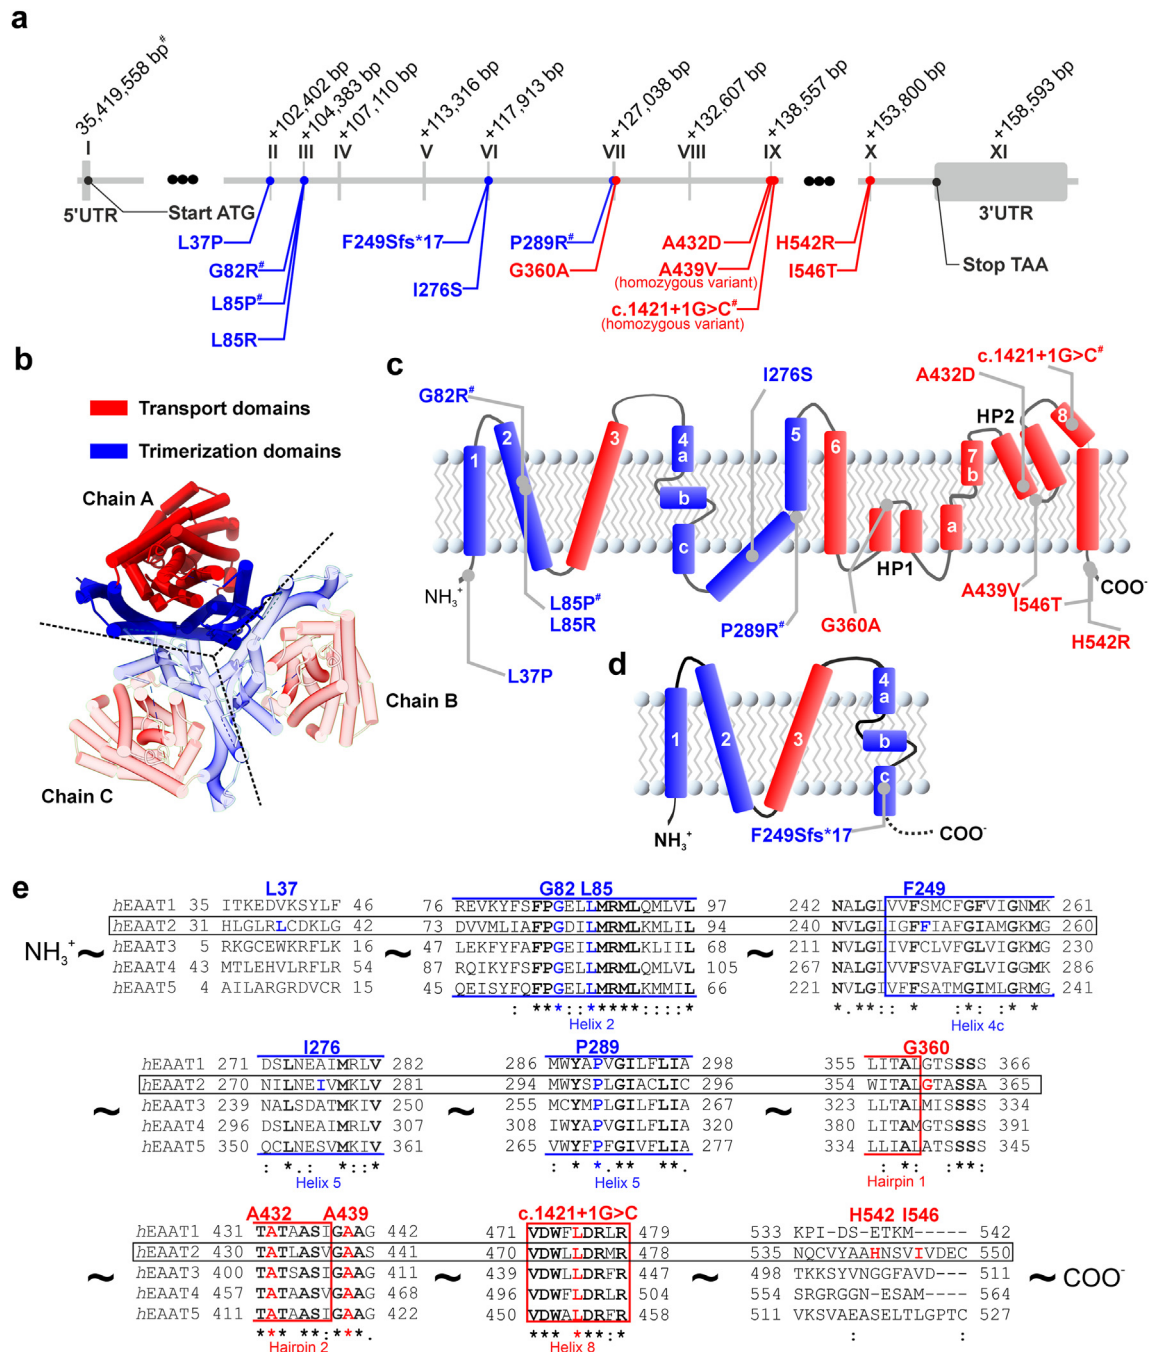 a
35,419,558 bp#
+102,402 bp
+104,383 bp
+107,110 bp
+113,316 bp
+117,913 bp
+127,038 bp
+132,607 bp
+138,557 bp
+153,800 bp
+158,593 bp
I II III IV V VI VII VIII IX X XI
5'UTR
Start ATG
3'UTR
Stop TAA
L37P
G82R#
L85P#
L85R
F249Sfs*17
I276S
P289R#
G360A
A432D
A439V
(homozygous variant)
c.1421+1G>C#
(homozygous variant)
H542R
I546T
b
Transport domains
Trimerization domains
Chain A
Chain B
Chain C
c
G82R#
I276S
A432D
c.1421+1G>C#
HP2
1 2 3 4 a b c 5 6 7 b a 8
HP1
NH3+
COO-
L85P#
L85R
L37P
P289R#
G360A
A439V
I546T
H542R
d
1 2 3 4 a b c
NH3+
F249Sfs*17
COO-
e
L37
hEAAT1 35 ITKEDVKSYLF 46
hEAAT2 31 HLGLRLCDKLG 42
hEAAT3 5 RKGCEWKRFLK 16
hEAAT4 43 MTLEHVLRFLR 54
hEAAT5 4 AILARGRDVCR 15
G82 L85
76 REVKYFSFPGELLMRMLQMLVL 97
73 DVVMLIAFPGDILMRMLKMLIL 94
47 LEKFYFAFPGEILMRMLKLIIL 68
87 RQIKYFSFPGELLMRMLQMLVL 105
45 QEISYFQFPGELLMRMLKMMIL 66
: **** ******::::*
Helix 2
F249
242 NALGLVVFSMCFGFVIGNMK 261
240 NVLGLIGFFIAFGIAMGKMG 260
211 NVLGLVVFCLVFGLVIGKMG 230
267 NALGLVVFSVAFGLVIGGMK 286
221 NALGIVVFSATMGIMLGRMG 241
*.**::* :* :*:*
Helix 4c
NH3+
I276
hEAAT1 271 DSLNEAIMRLV 282
hEAAT2 270 NILNEIVMKLV 281
hEAAT3 239 NALSDATMKIV 250
hEAAT4 296 DSLNEAVMRLV 307
hEAAT5 350 QCLNESVMKIV 361
: *.: *::*
Helix 5
P289
286 MWYAPVGILFLIA 298
294 MWYSPLGIACLIC 296
255 MCYMPLGILFLIA 267
308 IWYAPVGILFLIA 320
265 VWYFPFGIVFLIA 277
: * *.** **.
Helix 5
G360
355 LITALGTSSSS 366
354 WITALGTASSA 365
323 LLTALMISSSS 334
380 LITAMGTSSSS 391
334 LLIALATSSSS 345
: *: :**:
Hairpin 1
A432 A439
hEAAT1 431 TATAASIGAAG 442
hEAAT2 430 TATLASVGAAS 441
hEAAT3 400 TATSASIGAAG 411
hEAAT4 457 TATAASVGAAG 468
hEAAT5 411 TATAASIGAAG 422
*** **:***.
Hairpin 2
c.1421+1G>C
471 VDWFLDRLR 479
470 VDWLLDRMR 478
439 VDWLLDRFR 447
496 VDWFLDRLR 504
450 VDWALDRFR 458
*** ***:*
Helix 8
H542 I546
533 KPI-DS-ETKM---- 542
535 NQCVYAAHNSVIVDEC 550
498 TKKSYVNGGFAVD---- 511
554 SRGRGGN-ESAM---- 564
511 VKSVAEASELTLGPTC 527
: :
COO-